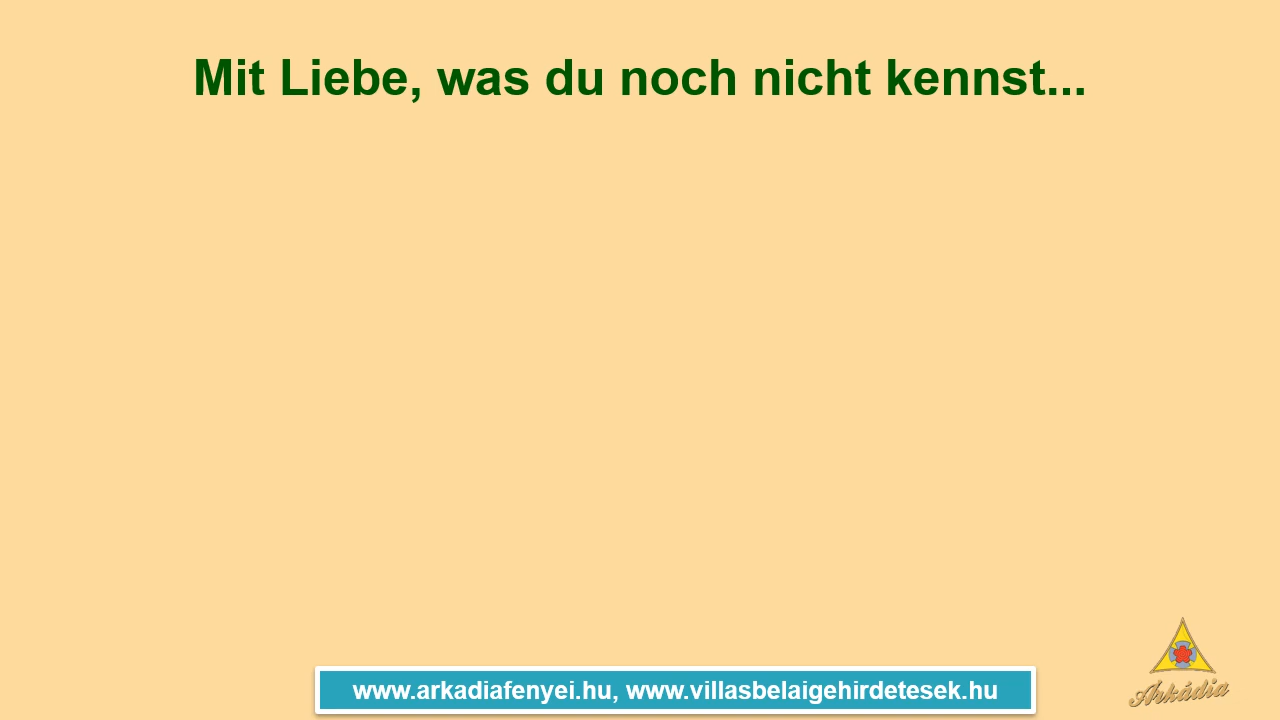 Mit Liebe, was du noch nicht kennst...
www.arkadiafenyei.hu, www.villasbelaigehirdetesek.hu
Arkádia